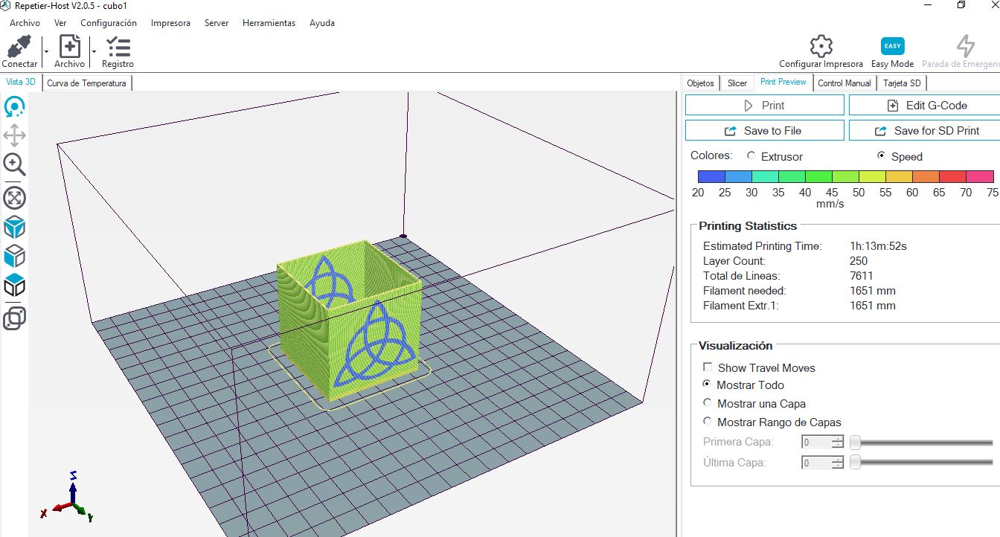 Repetier-Host V2.0.5 - cubo1
Archivo Ver Configuración Impresora Server Herramientas Ayuda
Conectar Archivo Registro Configurar Impresora EASY Easy Mode Parada de Emergenc
Vista 3D Curva de Temperatura
Objetos Slicer Print Preview Control Manual Tarjeta SD
Print Edit G-Code
Save to File Save for SD Print
Colores: Extrusor Speed
20 25 30 35 40 45 50 55 60 65 70 75
mm/s
Printing Statistics
Estimated Printing Time: 1h:13m:52s
Layer Count: 250
Total de Lineas: 7611
Filament needed: 1651 mm
Filament Extr.1: 1651 mm
Visualización
Show Travel Moves
Mostrar Todo
Mostrar una Capa
Mostrar Rango de Capas
Primera Capa: 0
Última Capa: 0
Z
X
Y